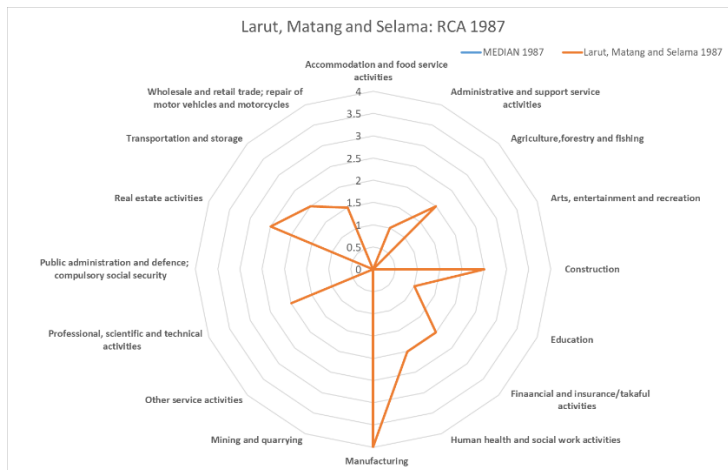 Larut, Matang and Selama: RCA 1987
MEDIAN 1987
Larut, Matang and Selama 1987
Accommodation and food service
activities
Wholesale and retail trade; repair of
motor vehicles and motorcycles
Administrative and support service
activities
Transportation and storage
Agriculture,forestry and fishing
Real estate activities
Arts, entertainment and recreation
Public administration and defence;
compulsory social security
Construction
Professional, scientific and technical
activities
Education
Other service activities
Finaancial and insurance/takaful
activities
Mining and quarrying
Human health and social work activities
Manufacturing
4
3.5
3
2.5
2
1.5
1
0.5
0